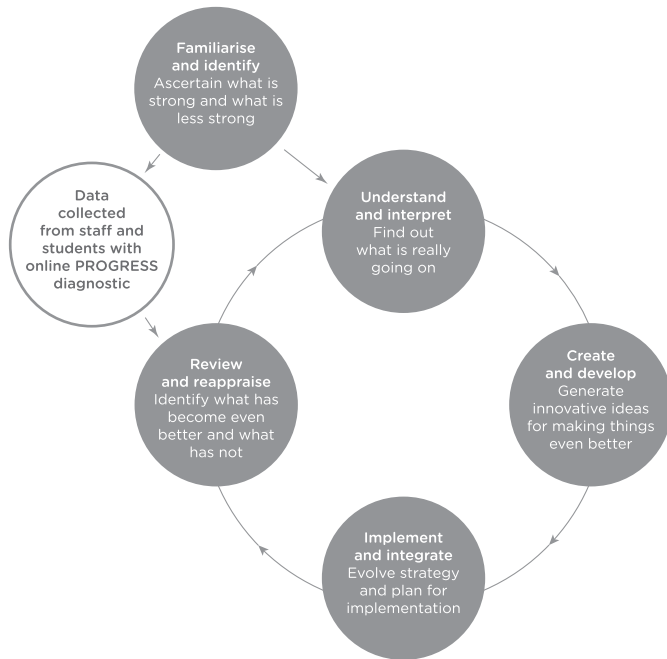 Familiarise
and identify
Ascertain what is
strong and what is
less strong
Data
collected
from staff and
students with
online PROGRESS
diagnostic
Understand
and interpret
Find out
what is really
going on
Review
and reappraise
Identify what has
become even
better and what
has not
Create
and develop
Generate
innovative ideas
for making things
even better
Implement
and integrate
Evolve strategy
and plan for
implementation